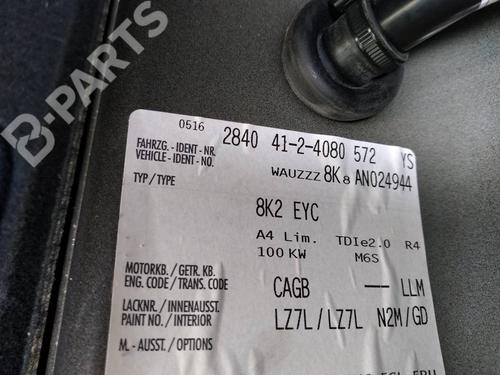 B-PARTS
0516 2840 41-2-4080 572 YS
FAHRZG.-IDENT-NR.
VEHICLE-IDENT-NO. WAUZZZ 8K8 AN024944
TYP/TYPE
8K2 EYC
A4 Lim. TDIe2.0 R4
100 KW M6S
MOTORKB./GETR.KB.
ENG. CODE/TRANS. CODE CAGB -- LLM
LACKNR./INNENAUSST.
PAINT NO./INTERIOR LZ7L/LZ7L N2M/GD
M.-AUSST./OPTIONS